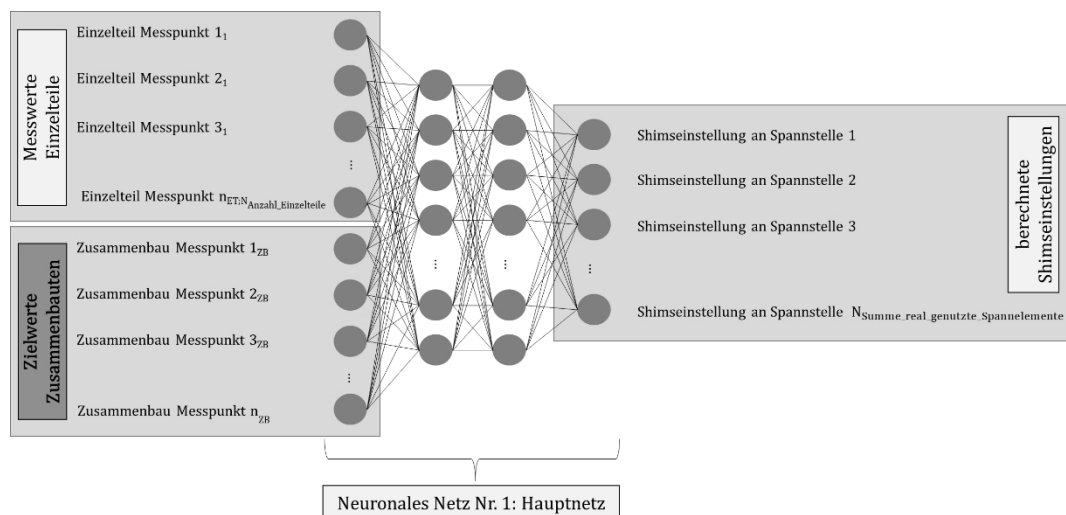 Messwerte
Einzelteile
Einzelteil Messpunkt 1₁
Einzelteil Messpunkt 2₁
Einzelteil Messpunkt 3₁
...
Einzelteil Messpunkt n_ET;N_Anzahl_Einzelteile
Zielwerte
Zusammenbauten
Zusammenbau Messpunkt 1_ZB
Zusammenbau Messpunkt 2_ZB
Zusammenbau Messpunkt 3_ZB
...
Zusammenbau Messpunkt n_ZB
...
...
Shimseinstellung an Spannstelle 1
Shimseinstellung an Spannstelle 2
Shimseinstellung an Spannstelle 3
...
Shimseinstellung an Spannstelle N_Summe_real_genutzte_Spannelemente
berechnete
Shimseinstellungen
Neuronales Netz Nr. 1: Hauptnetz